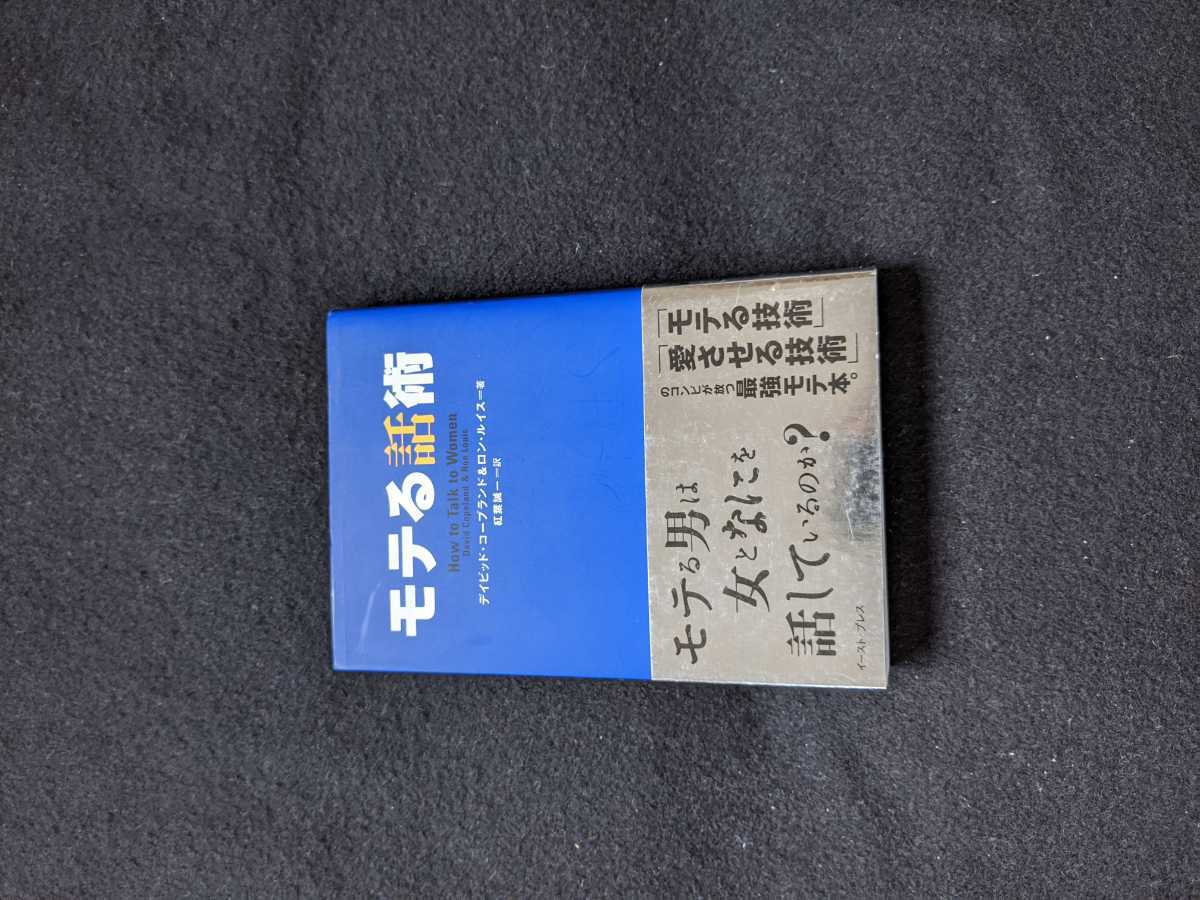 モテる話術
How to Talk to Women
David Copeland & Ron Louis
デイビッド・コープランド&ロン・ルイス=著
紅葉誠一=訳
「モテる技術」
「愛させる技術」
のコンビが放つ
最強モテ本。
モテる男は
女となにを
話しているのか?
イースト・プレス